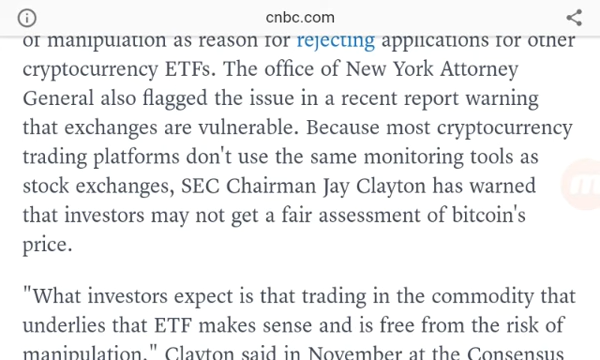 cnbc.com
of manipulation as reason for rejecting applications for other
cryptocurrency ETFs. The office of New York Attorney
General also flagged the issue in a recent report warning
that exchanges are vulnerable. Because most cryptocurrency
trading platforms don't use the same monitoring tools as
stock exchanges, SEC Chairman Jay Clayton has warned
that investors may not get a fair assessment of bitcoin's
price.
"What investors expect is that trading in the commodity that
underlies that ETF makes sense and is free from the risk of
manipulation," Clayton said in November at the Consensus